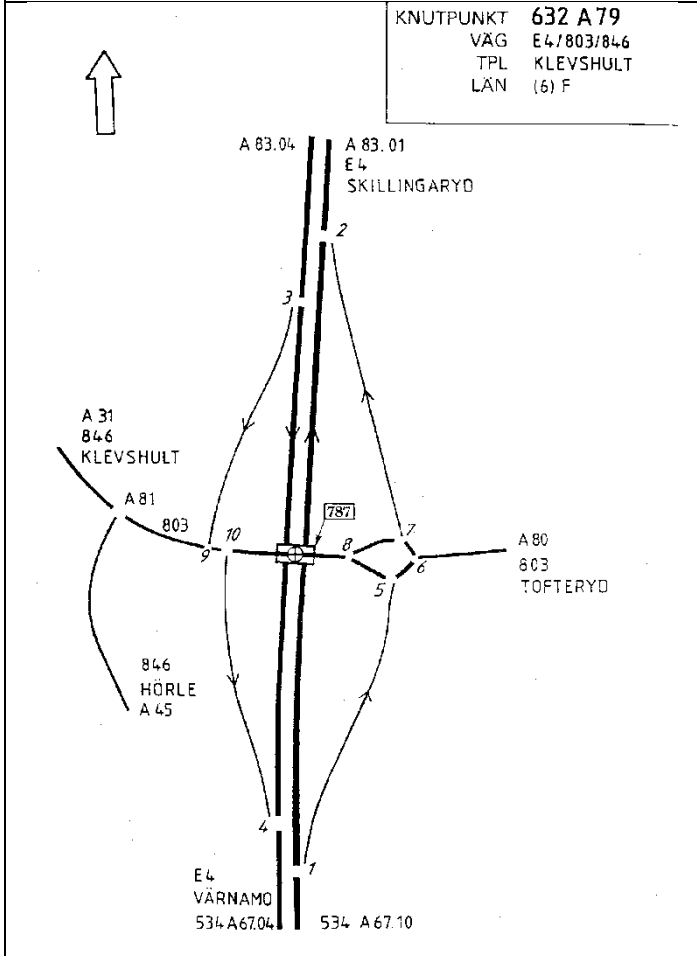 KNUTPUNKT 632 A79
VÄG E4/803/846
TPL KLEVSHULT
LÄN (6) F
A 83.04
A 83.01
E4
SKILLINGARYD
2
3
A 31
846
KLEVSHULT
A 81
803
9
10
787
8
7
6
5
A 80
803
TOFTERYD
846
HÖRLE
A 45
4
1
E4
VÄRNAMO
534 A67.04
534 A67.10